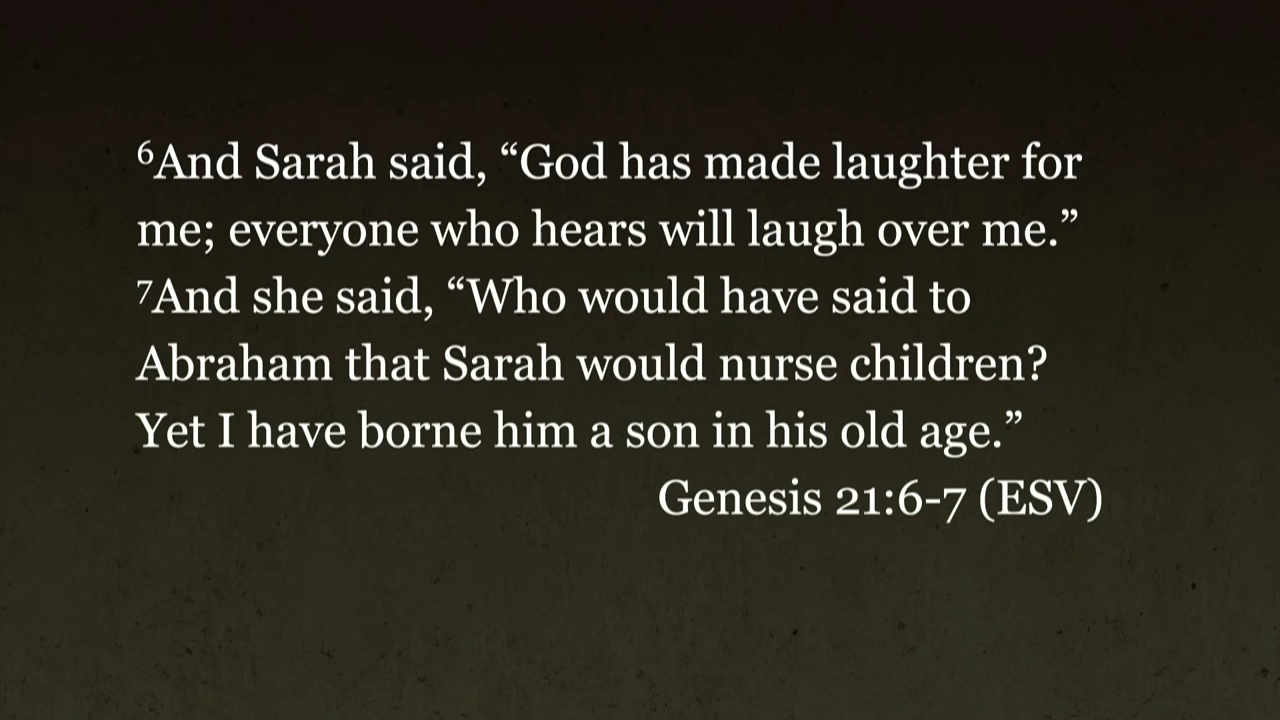 ⁶And Sarah said, “God has made laughter for
me; everyone who hears will laugh over me.”
⁷And she said, “Who would have said to
Abraham that Sarah would nurse children?
Yet I have borne him a son in his old age.”
Genesis 21:6-7 (ESV)